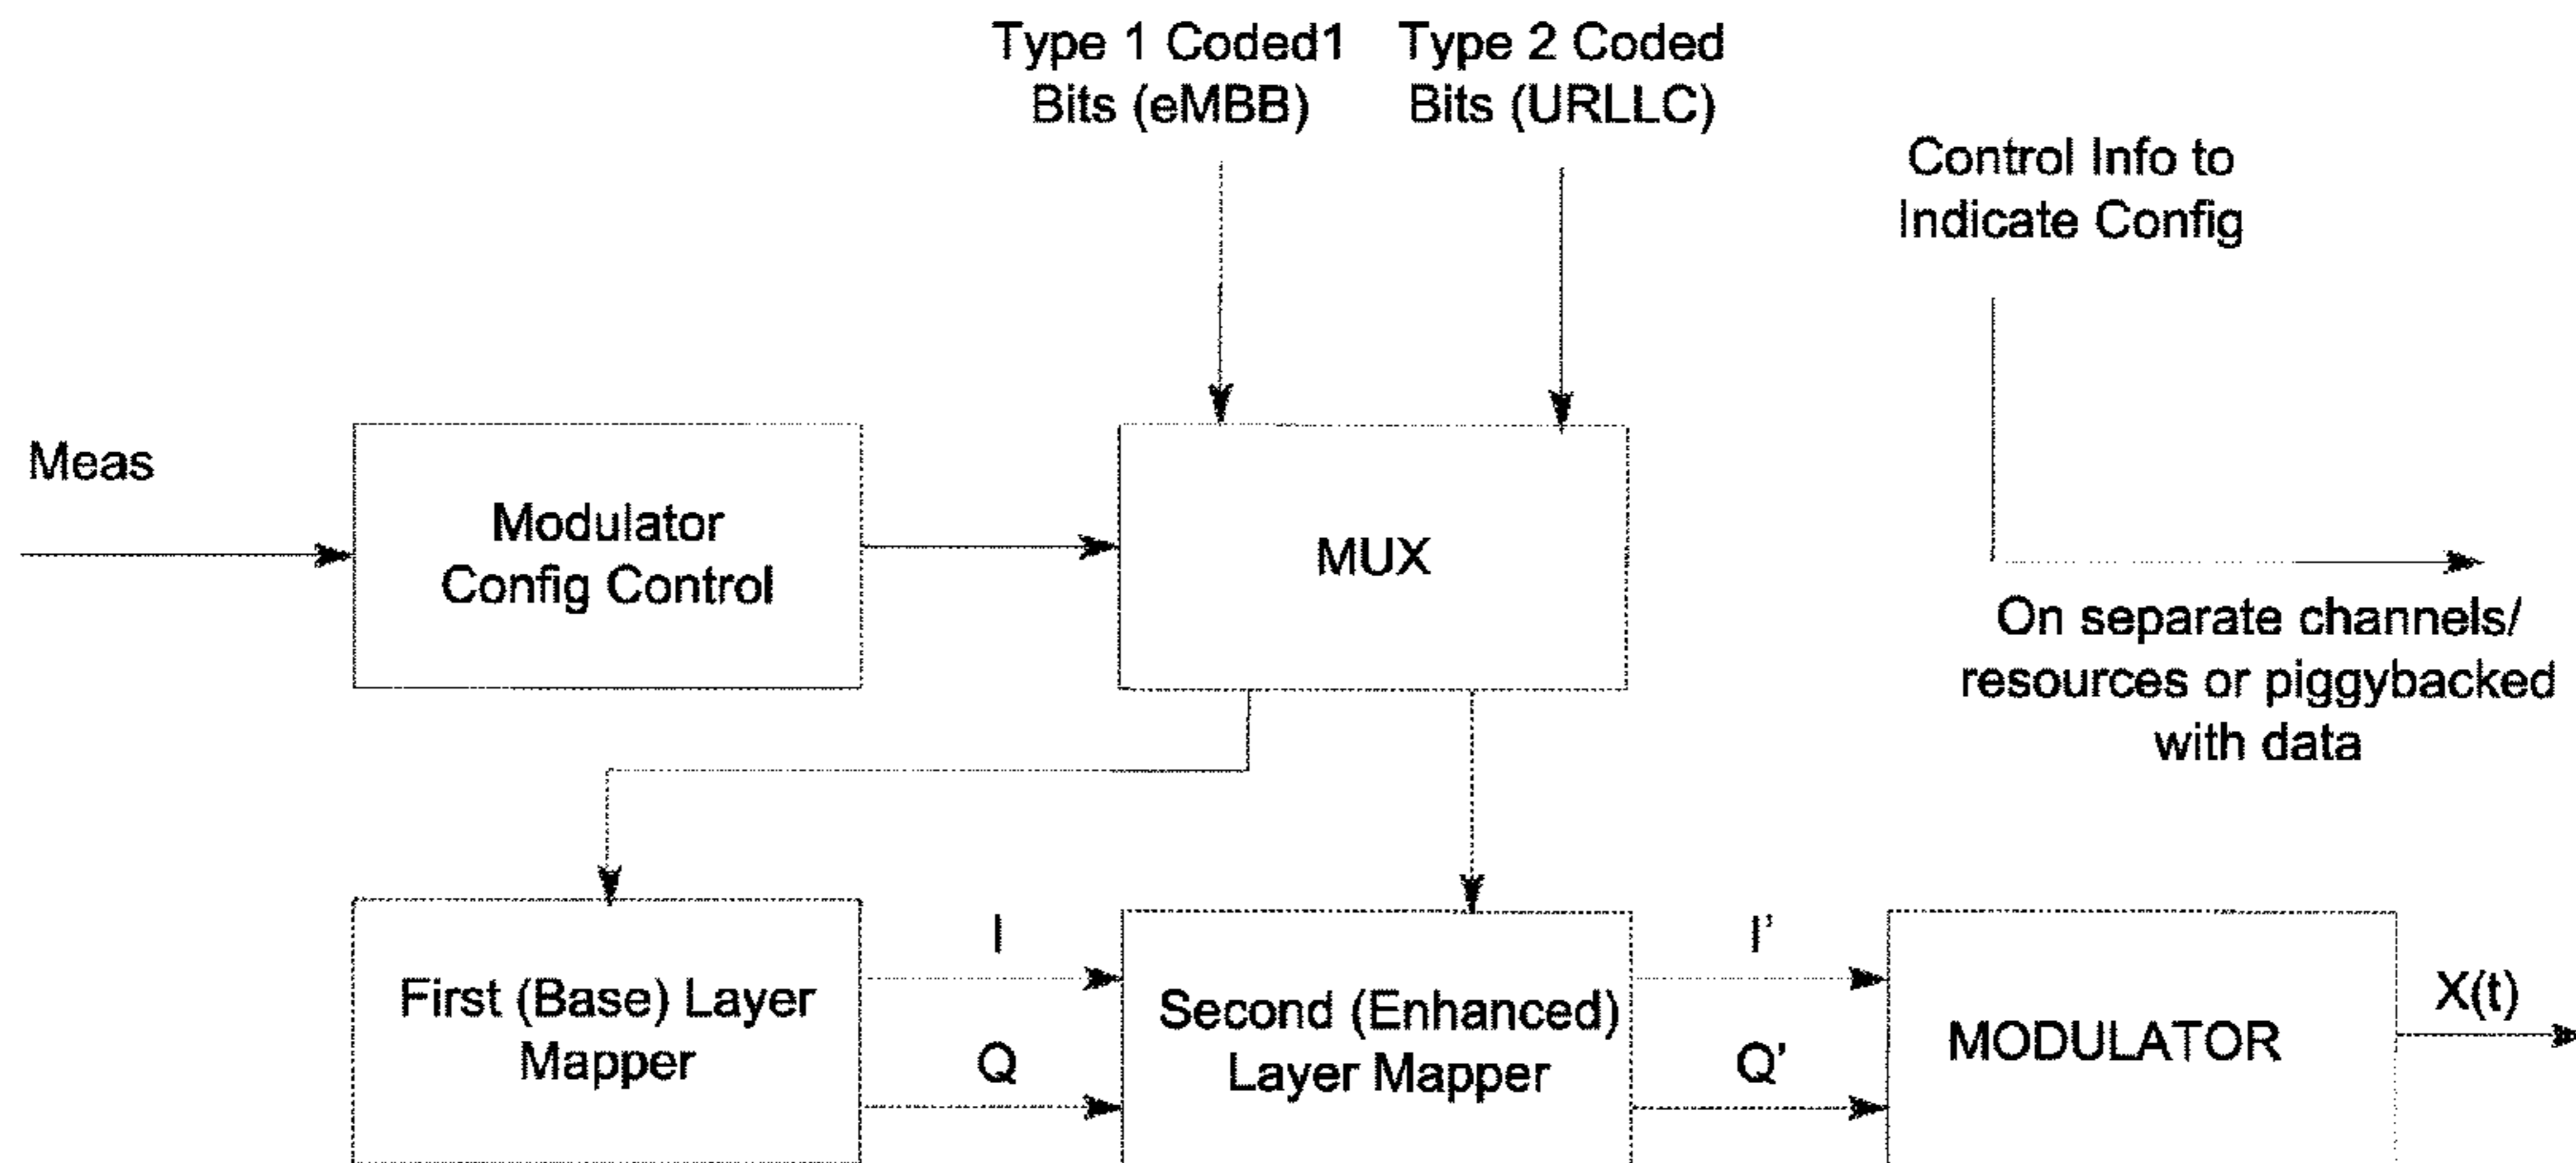 Type 1 Coded1
Bits (eMBB)
Type 2 Coded
Bits (URLLC)
Control Info to
Indicate Config
Meas
Modulator
Config Control
MUX
On separate channels/
resources or piggybacked
with data
First (Base) Layer
Mapper
I
Q
Second (Enhanced)
Layer Mapper
I'
Q'
MODULATOR
X(t)